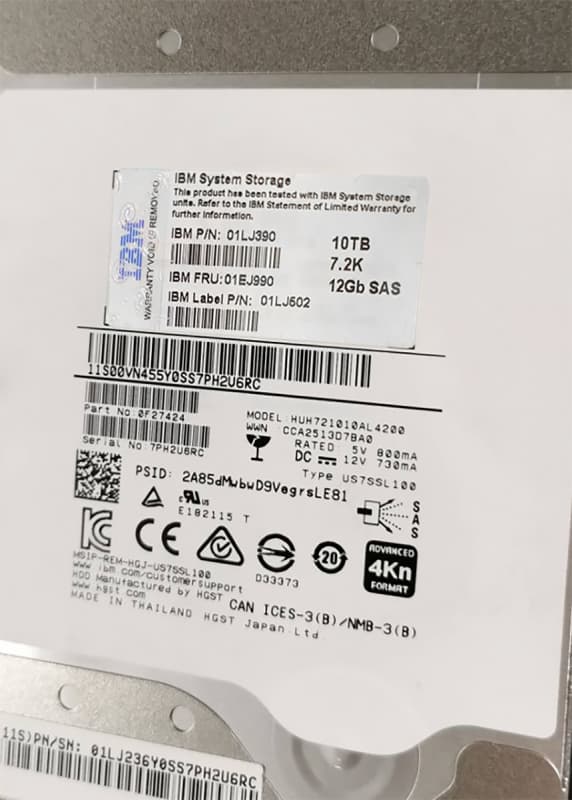 IBM System Storage
This product has been tested with IBM System Storage
units. Refer to the IBM Statement of Limited Warranty for
further information.
IBM P/N: 01LJ390
10TB
7.2K
IBM FRU:01EJ990
12Gb SAS
IBM Label P/N: 01LJ502
IBM
WARRANTY VOID IF REMOVED
11S00VN455Y0SS7PH2U6RC
Part No:0F27424
Serial No:7PH2U6RC
MODEL:HUH721010AL4200
WWN CCA2513D7BA0
RATED 5V 800mA
DC 12V 730mA
Type US7SSL100
PSID: 2A85dMwbwD9VegrsLE81
c UL us
E182115 T
SAS
KC CE
20
D33373
ADVANCED
4Kn
FORMAT
MSIP-REM-HGJ-US7SSL100
www.ibm.com/customersupport
HDD Manufactured by HGST
www.hgst.com
CAN ICES-3(B)/NMB-3(B)
MADE IN THAILAND HGST Japan.Ltd.
11S)PN/SN: 01LJ236Y0SS7PH2U6RC